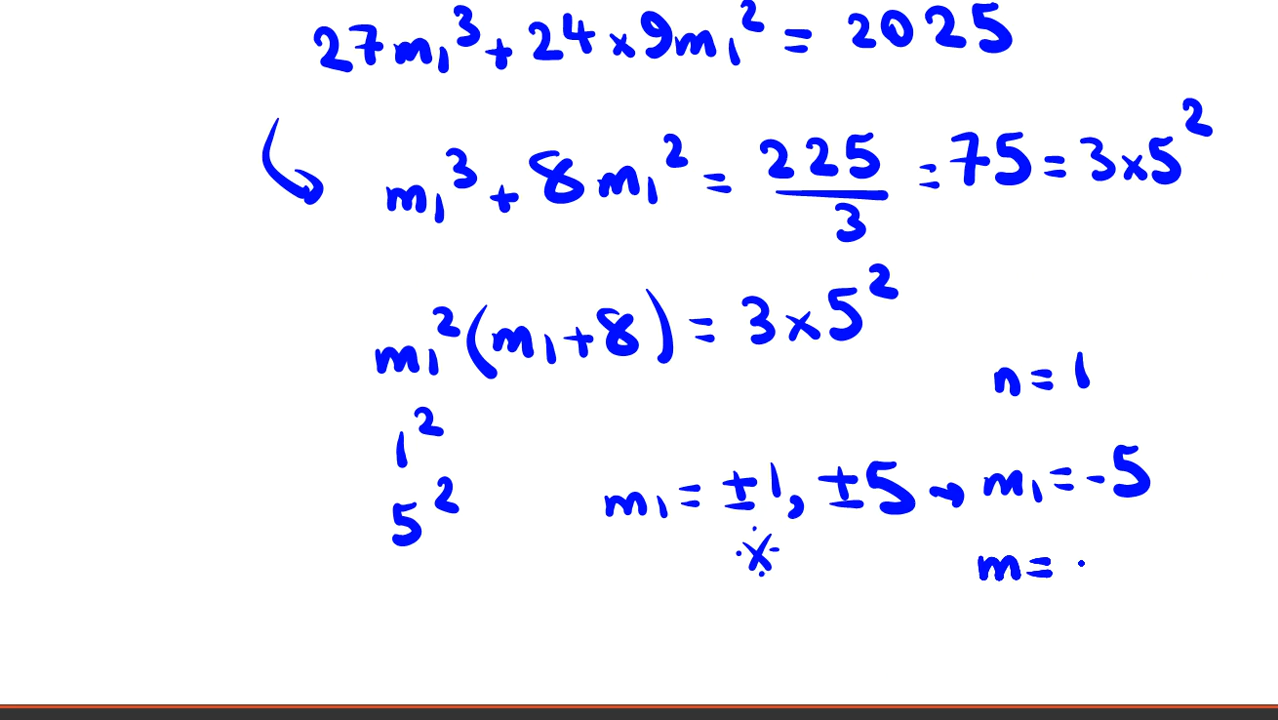 27m₁³ + 24 × 9m₁² = 2025
m₁³ + 8m₁² = 225/3 = 75 = 3 × 5²
m₁²(m₁ + 8) = 3 × 5²
n = 1
1²
m₁ = ±1, ±5 → m₁ = -5
5²
m = .